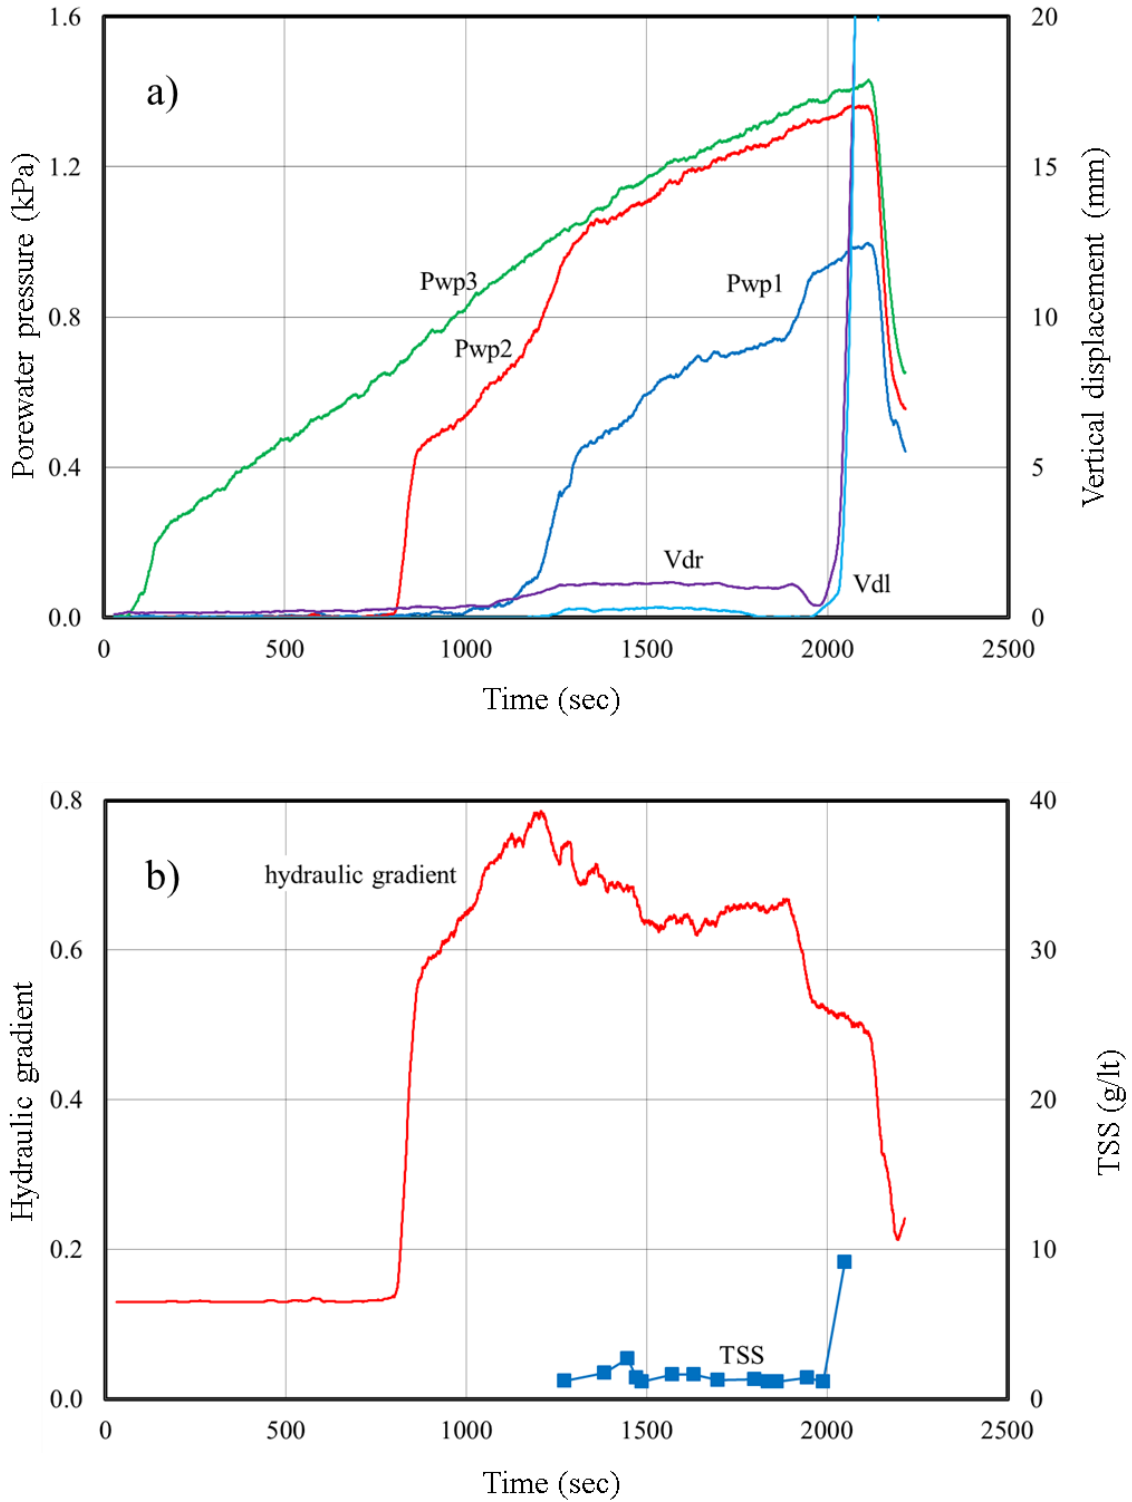 1.6
20
a)
1.2
15
Porewater pressure (kPa)
Vertical displacement (mm)
Pwp3
Pwp1
0.8
10
Pwp2
0.4
5
Vdr
Vdl
0.0
0
0 500 1000 1500 2000 2500
Time (sec)
0.8
40
b)
hydraulic gradient
0.6
30
Hydraulic gradient
TSS (g/lt)
0.4
20
0.2
10
TSS
0.0
0
0 500 1000 1500 2000 2500
Time (sec)